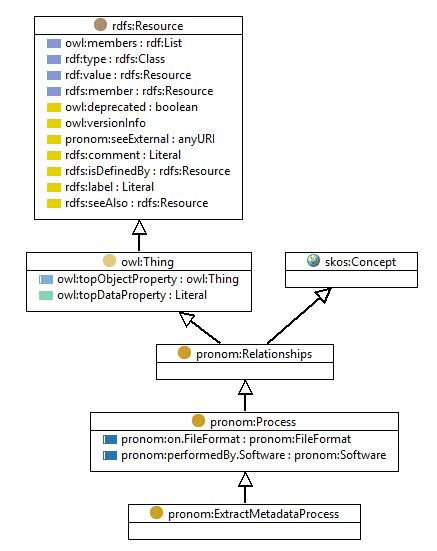 rdfs:Resource
owl:members : rdf:List
rdf:type : rdfs:Class
rdf:value : rdfs:Resource
rdfs:member : rdfs:Resource
owl:deprecated : boolean
owl:versionInfo
pronom:seeExternal : anyURI
rdfs:comment : Literal
rdfs:isDefinedBy : rdfs:Resource
rdfs:label : Literal
rdfs:seeAlso : rdfs:Resource
owl:Thing
owl:topObjectProperty : owl:Thing
owl:topDataProperty : Literal
skos:Concept
pronom:Relationships
pronom:Process
pronom:on.FileFormat : pronom:FileFormat
pronom:performedBy.Software : pronom:Software
pronom:ExtractMetadataProcess